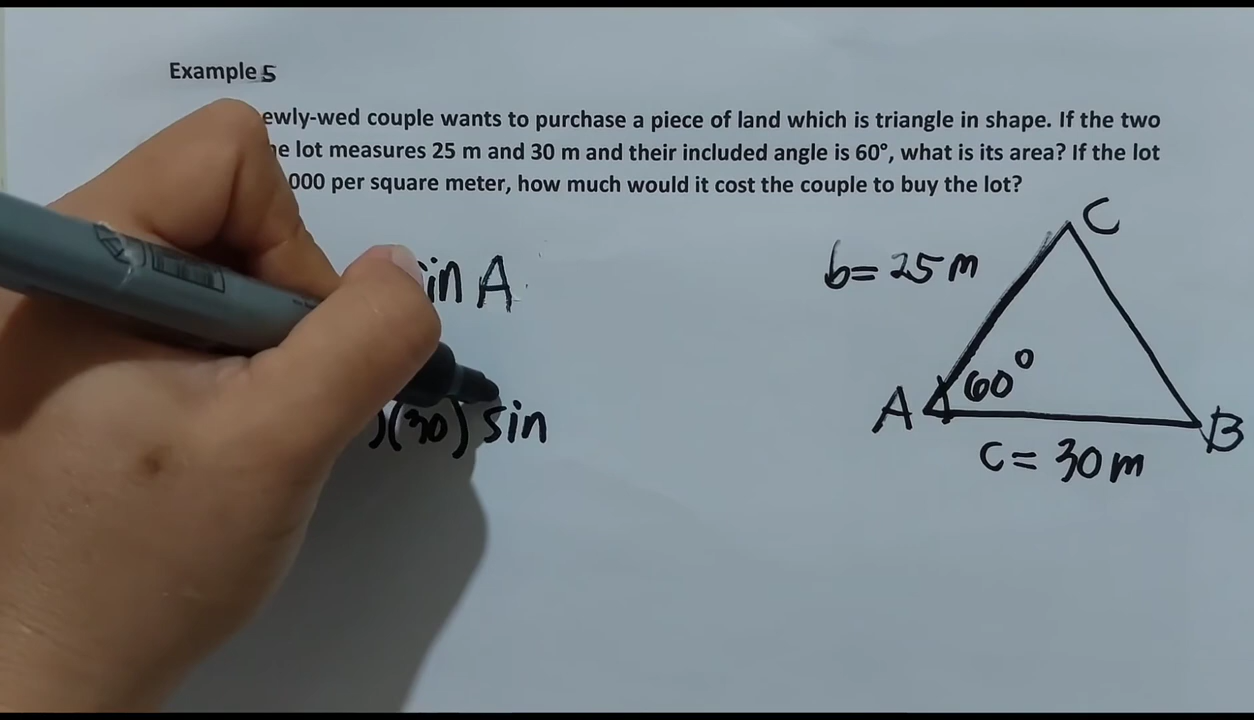 Example 5
ewly-wed couple wants to purchase a piece of land which is triangle in shape. If the two
e lot measures 25 m and 30 m and their included angle is 60°, what is its area? If the lot
000 per square meter, how much would it cost the couple to buy the lot?
C
b = 25 m
in A
60°
A
)(30) sin
B
c = 30 m